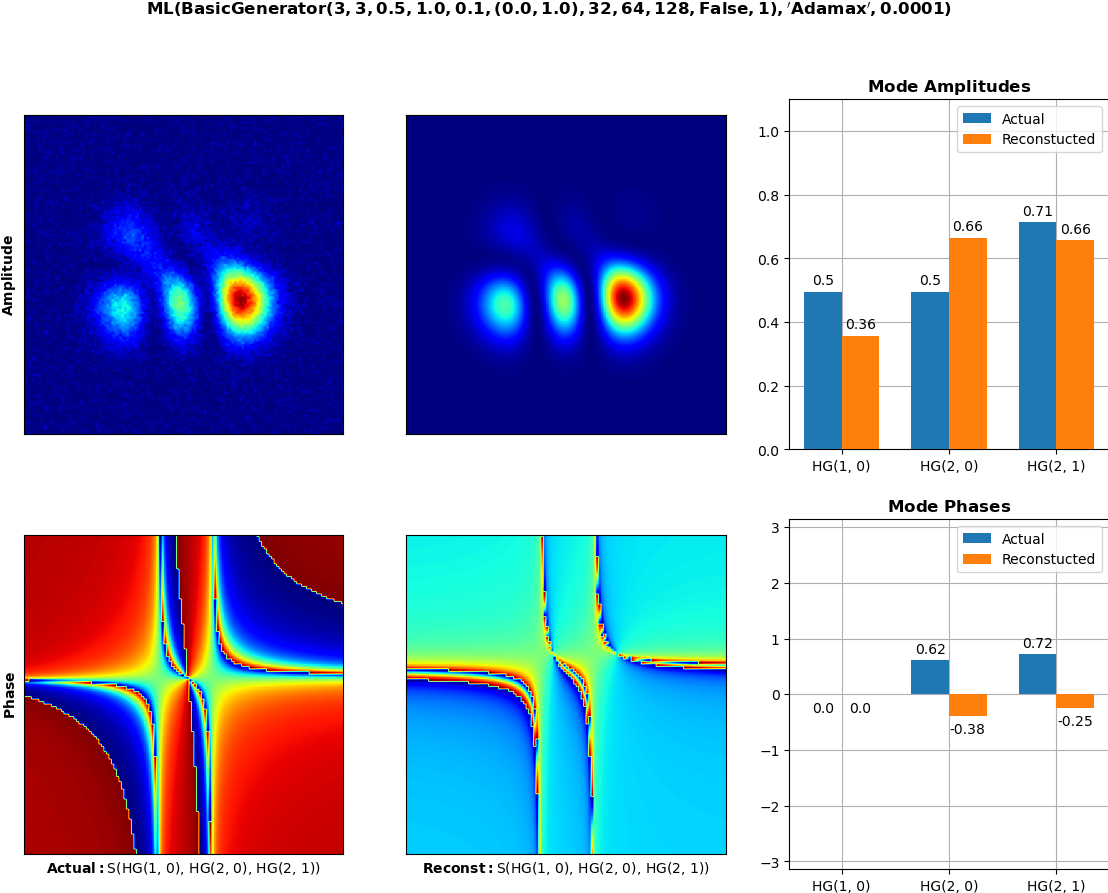 ML(BasicGenerator(3, 3, 0.5, 1.0, 0.1, (0.0, 1.0), 32, 64, 128, False, 1), ′Adamax′, 0.0001)
Amplitude
Mode Amplitudes
Actual
Reconstucted
1.0
0.8
0.6
0.4
0.2
0.0
0.5
0.36
0.5
0.66
0.71
0.66
HG(1, 0)
HG(2, 0)
HG(2, 1)
Phase
Actual: S(HG(1, 0), HG(2, 0), HG(2, 1))
Reconst: S(HG(1, 0), HG(2, 0), HG(2, 1))
Mode Phases
Actual
Reconstucted
3
2
1
0
−1
−2
−3
0.0
0.0
0.62
-0.38
0.72
-0.25
HG(1, 0)
HG(2, 0)
HG(2, 1)